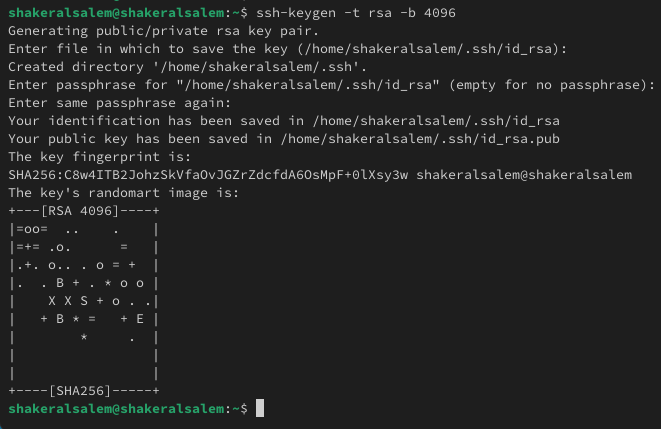 shakeralsalem@shakeralsalem:~$ ssh-keygen -t rsa -b 4096
Generating public/private rsa key pair.
Enter file in which to save the key (/home/shakeralsalem/.ssh/id_rsa):
Created directory '/home/shakeralsalem/.ssh'.
Enter passphrase for "/home/shakeralsalem/.ssh/id_rsa" (empty for no passphrase):
Enter same passphrase again:
Your identification has been saved in /home/shakeralsalem/.ssh/id_rsa
Your public key has been saved in /home/shakeralsalem/.ssh/id_rsa.pub
The key fingerprint is:
SHA256:C8w4ITB2JohzSkVfaOvJGZrZdcfdA6OsMpF+0lXsy3w shakeralsalem@shakeralsalem
The key's randomart image is:
+---[RSA 4096]----+
|=oo=  ..    .    |
|=+= .o.      =   |
|.+. o.. . o = +  |
|.  . B + . * o o |
|    X X S + o . .|
|   + B * =   + E |
|        *     .  |
|                 |
|                 |
+----[SHA256]-----+
shakeralsalem@shakeralsalem:~$